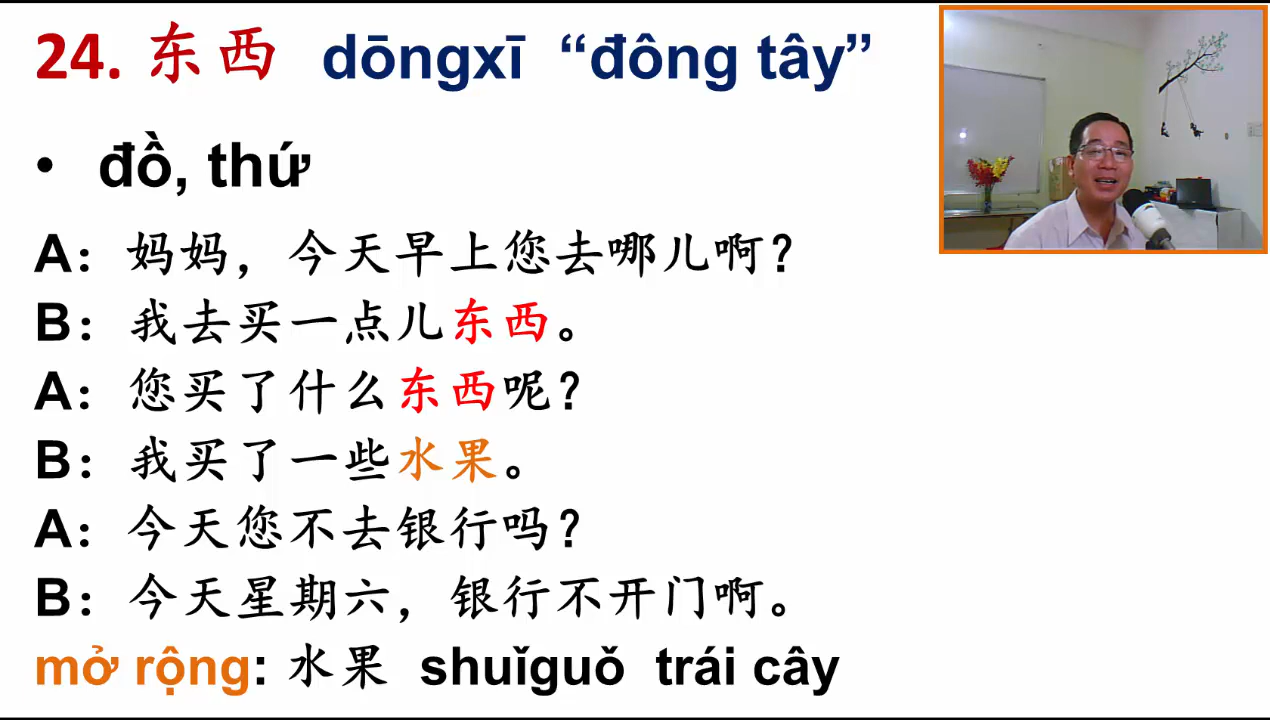 24. 东西 dōngxī “đông tây”
• đồ, thứ
A：妈妈，今天早上您去哪儿啊？
B：我去买一点儿东西。
A：您买了什么东西呢？
B：我买了一些水果。
A：今天您不去银行吗？
B：今天星期六，银行不开门啊。
mở rộng: 水果 shuǐguǒ trái cây